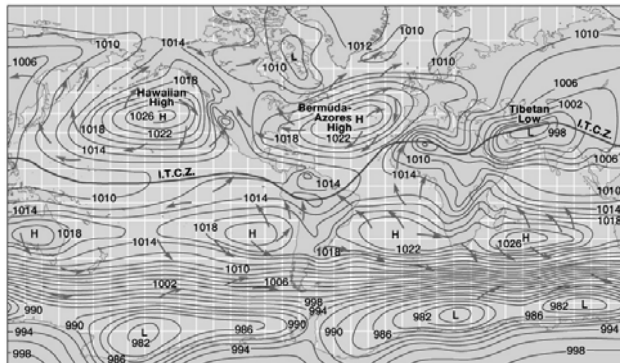 1010
1014
1010
1012
1010
1010
1006
1010
L
1018
1006
Hawaiian
High
1026 H
1002
Bermuda-
Azores H
High
Tibetan
Low
L 998
I.T.C.Z.
1018
1022
1018
1022
1014
1010
1006
I.T.C.Z.
1014
1014
1010
1014
1010
1014
1014
1018
H
1018
1014
1018
H
H
H
1026
1018
1022
1010
1002
1006
998
994
990
994
990
L
982
986
986
994
990
982
L
986
982
L
986
990
994
998
998